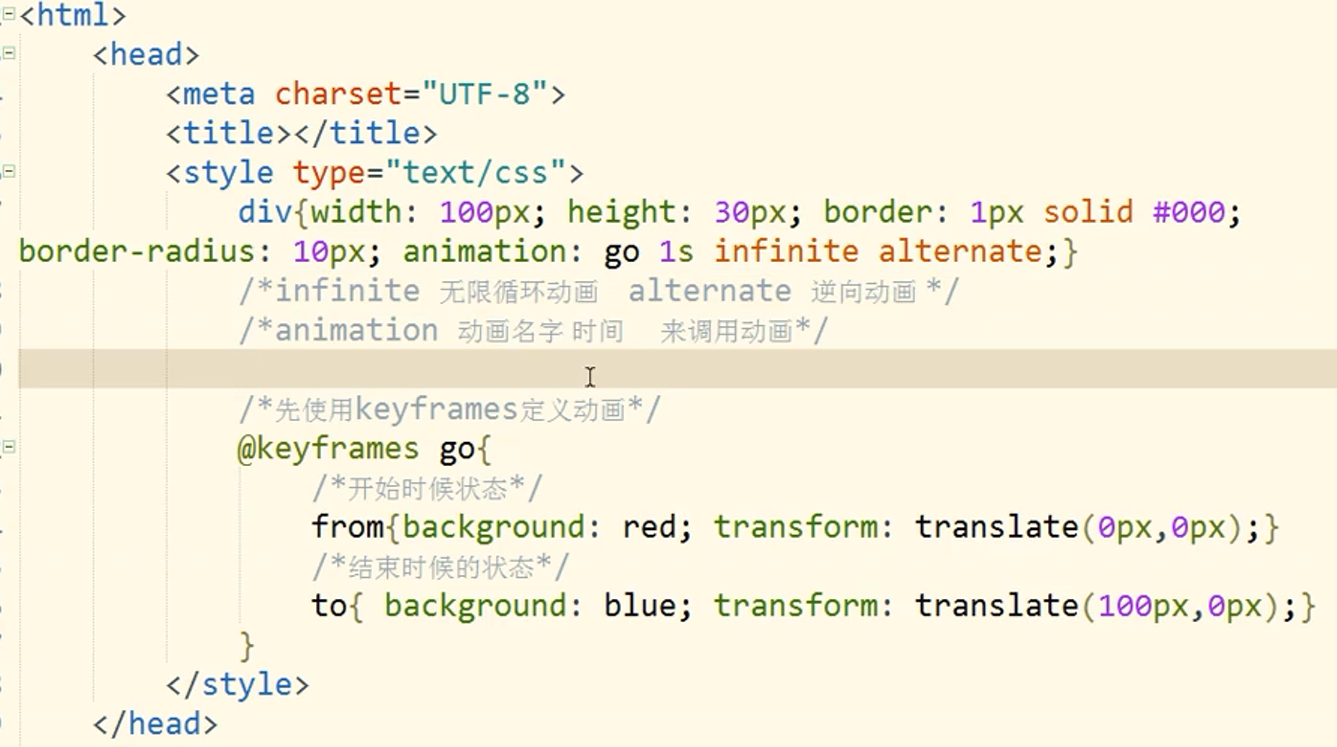 <html>
<head>
<meta charset="UTF-8">
<title></title>
<style type="text/css">
div{width: 100px; height: 30px; border: 1px solid #000;
border-radius: 10px; animation: go 1s infinite alternate;}
/*infinite 无限循环动画 alternate 逆向动画 */
/*animation 动画名字 时间 来调用动画*/
/*先使用keyframes定义动画*/
@keyframes go{
/*开始时候状态*/
from{background: red; transform: translate(0px,0px);}
/*结束时候的状态*/
to{ background: blue; transform: translate(100px,0px);}
}
</style>
</head>